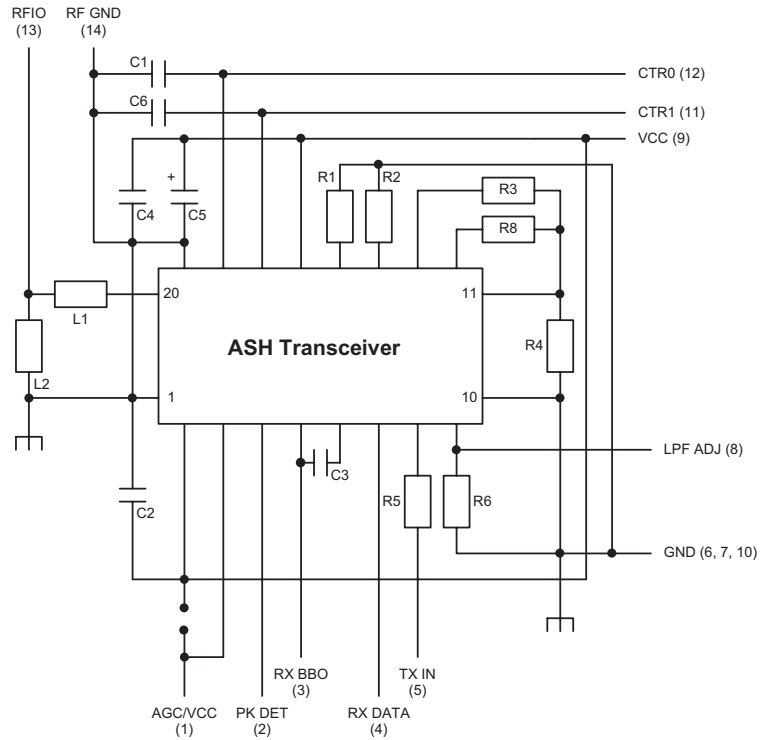 RFIO
(13)
RF GND
(14)
C1
CTR0 (12)
C6
CTR1 (11)
VCC (9)
+
C4
C5
R1
R2
R3
R8
20
11
L1
ASH Transceiver
R4
L2
1
10
LPF ADJ (8)
C3
C2
R5
R6
GND (6, 7, 10)
RX BBO
(3)
TX IN
(5)
AGC/VCC
(1)
PK DET
(2)
RX DATA
(4)